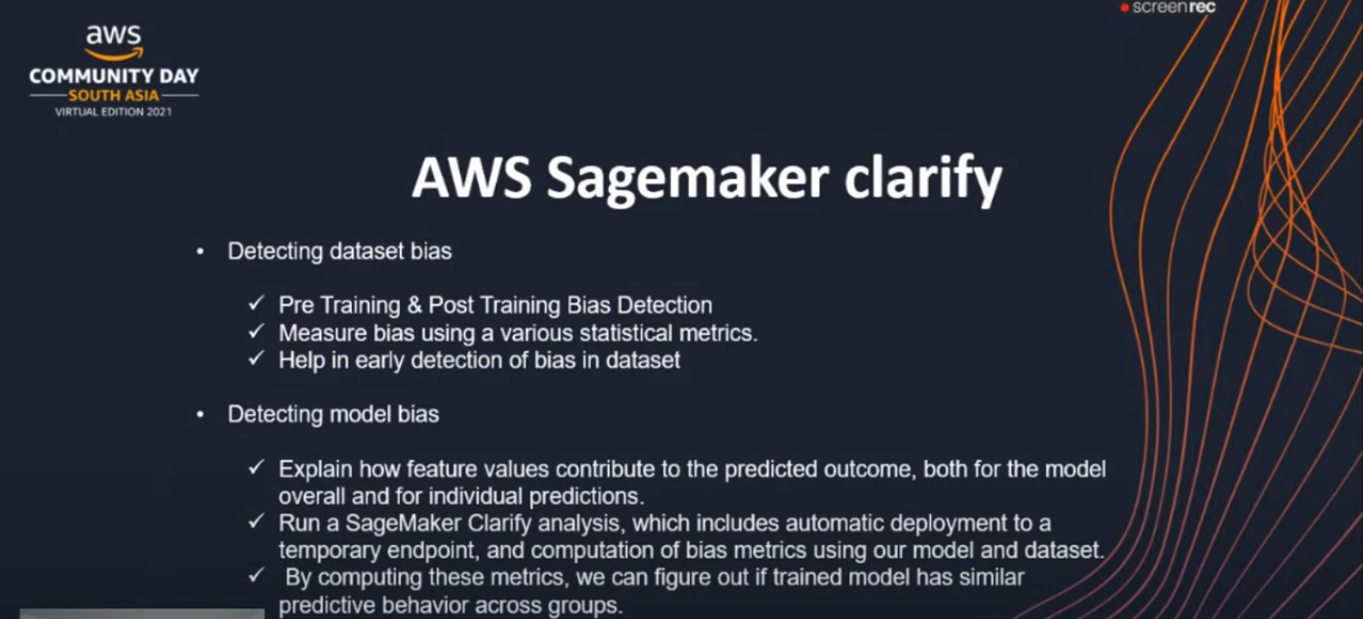 screenrec
aws
COMMUNITY DAY
SOUTH ASIA
VIRTUAL EDITION 2021
AWS Sagemaker clarify
• Detecting dataset bias
✓ Pre Training & Post Training Bias Detection
✓ Measure bias using a various statistical metrics.
✓ Help in early detection of bias in dataset
• Detecting model bias
✓ Explain how feature values contribute to the predicted outcome, both for the model
overall and for individual predictions.
✓ Run a SageMaker Clarify analysis, which includes automatic deployment to a
temporary endpoint, and computation of bias metrics using our model and dataset.
✓ By computing these metrics, we can figure out if trained model has similar
predictive behavior across groups.